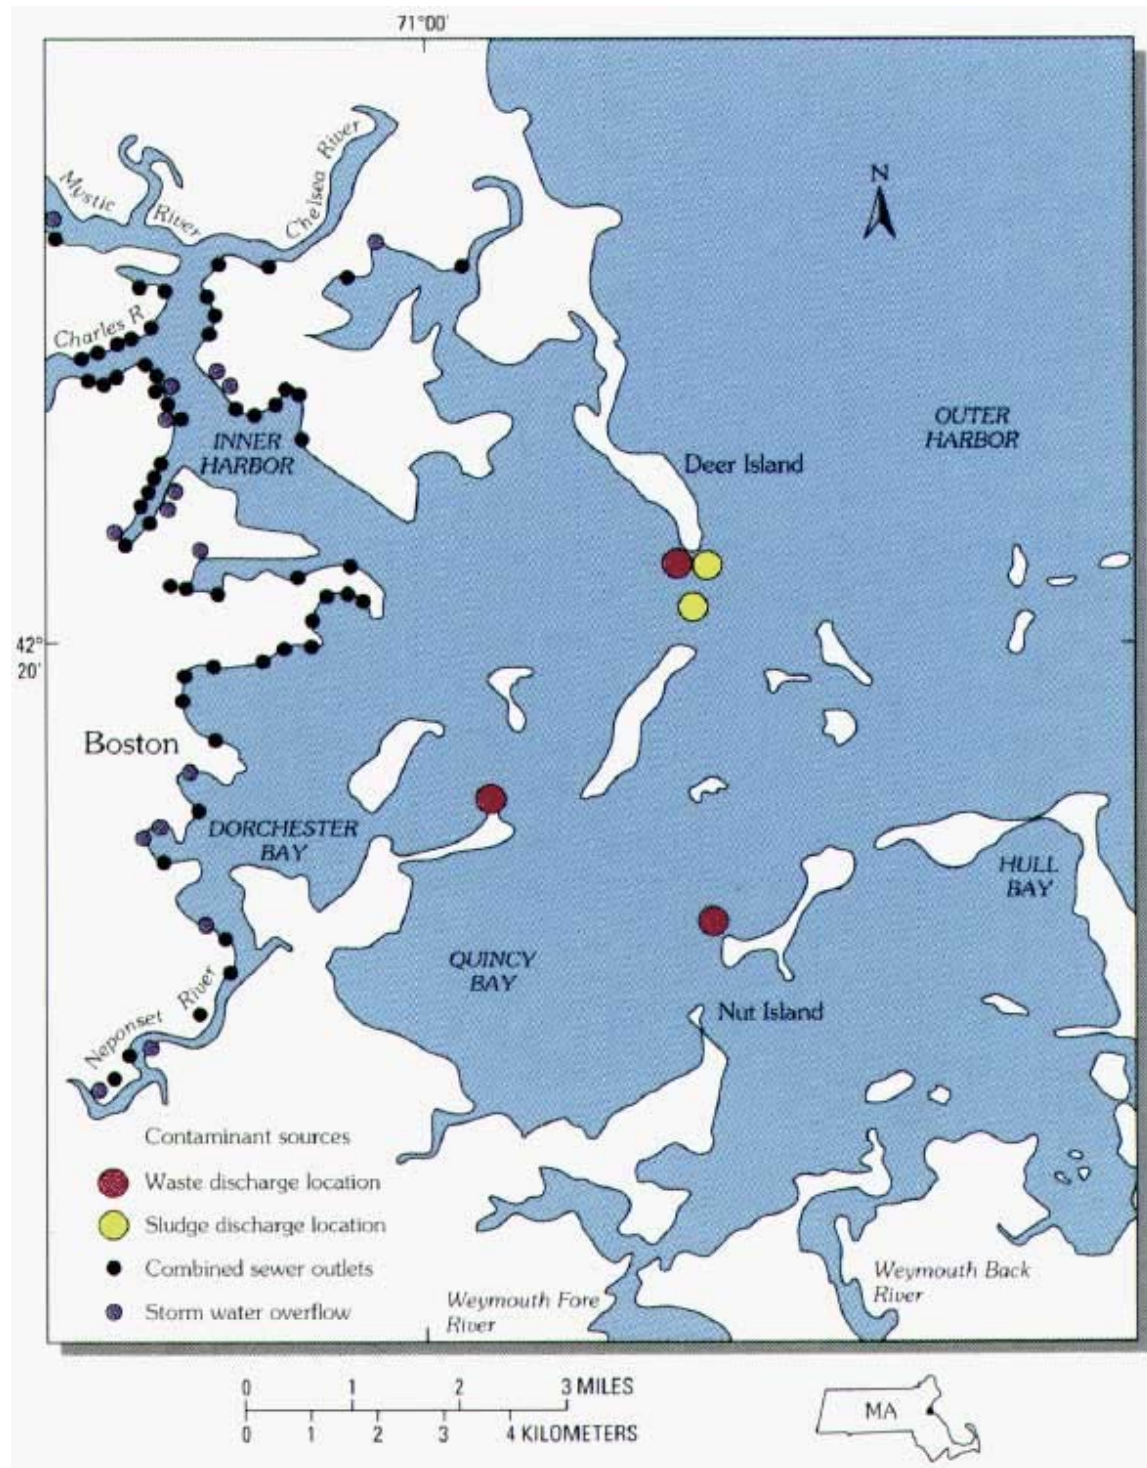 71°00'
N
Mystic
River
Chelsea River
Charles R
INNER
HARBOR
OUTER
HARBOR
Deer Island
42°
20'
Boston
DORCHESTER
BAY
HULL
BAY
QUINCY
BAY
Nut Island
Neponset River
Contaminant sources
Waste discharge location
Sludge discharge location
Combined sewer outlets
Storm water overflow
Weymouth Fore
River
Weymouth Back
River
0 1 2 3 MILES
0 1 2 3 4 KILOMETERS
MA